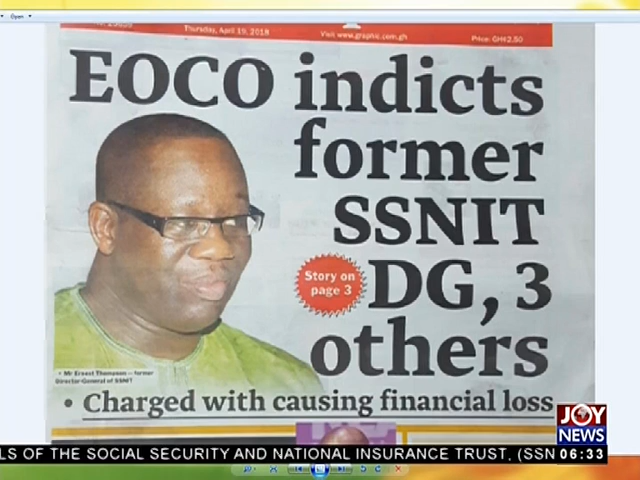 Open
Thursday, April 19, 2018
Visit www.graphic.com.gh
Price: GH¢2.50
EOCO indicts
former
SSNIT
DG, 3
others
Story on
page 3
• Mr Ernest Thompson — former
Director-General of SSNIT
• Charged with causing financial loss
JOY
NEWS
LS OF THE SOCIAL SECURITY AND NATIONAL INSURANCE TRUST, (SSN
06:33